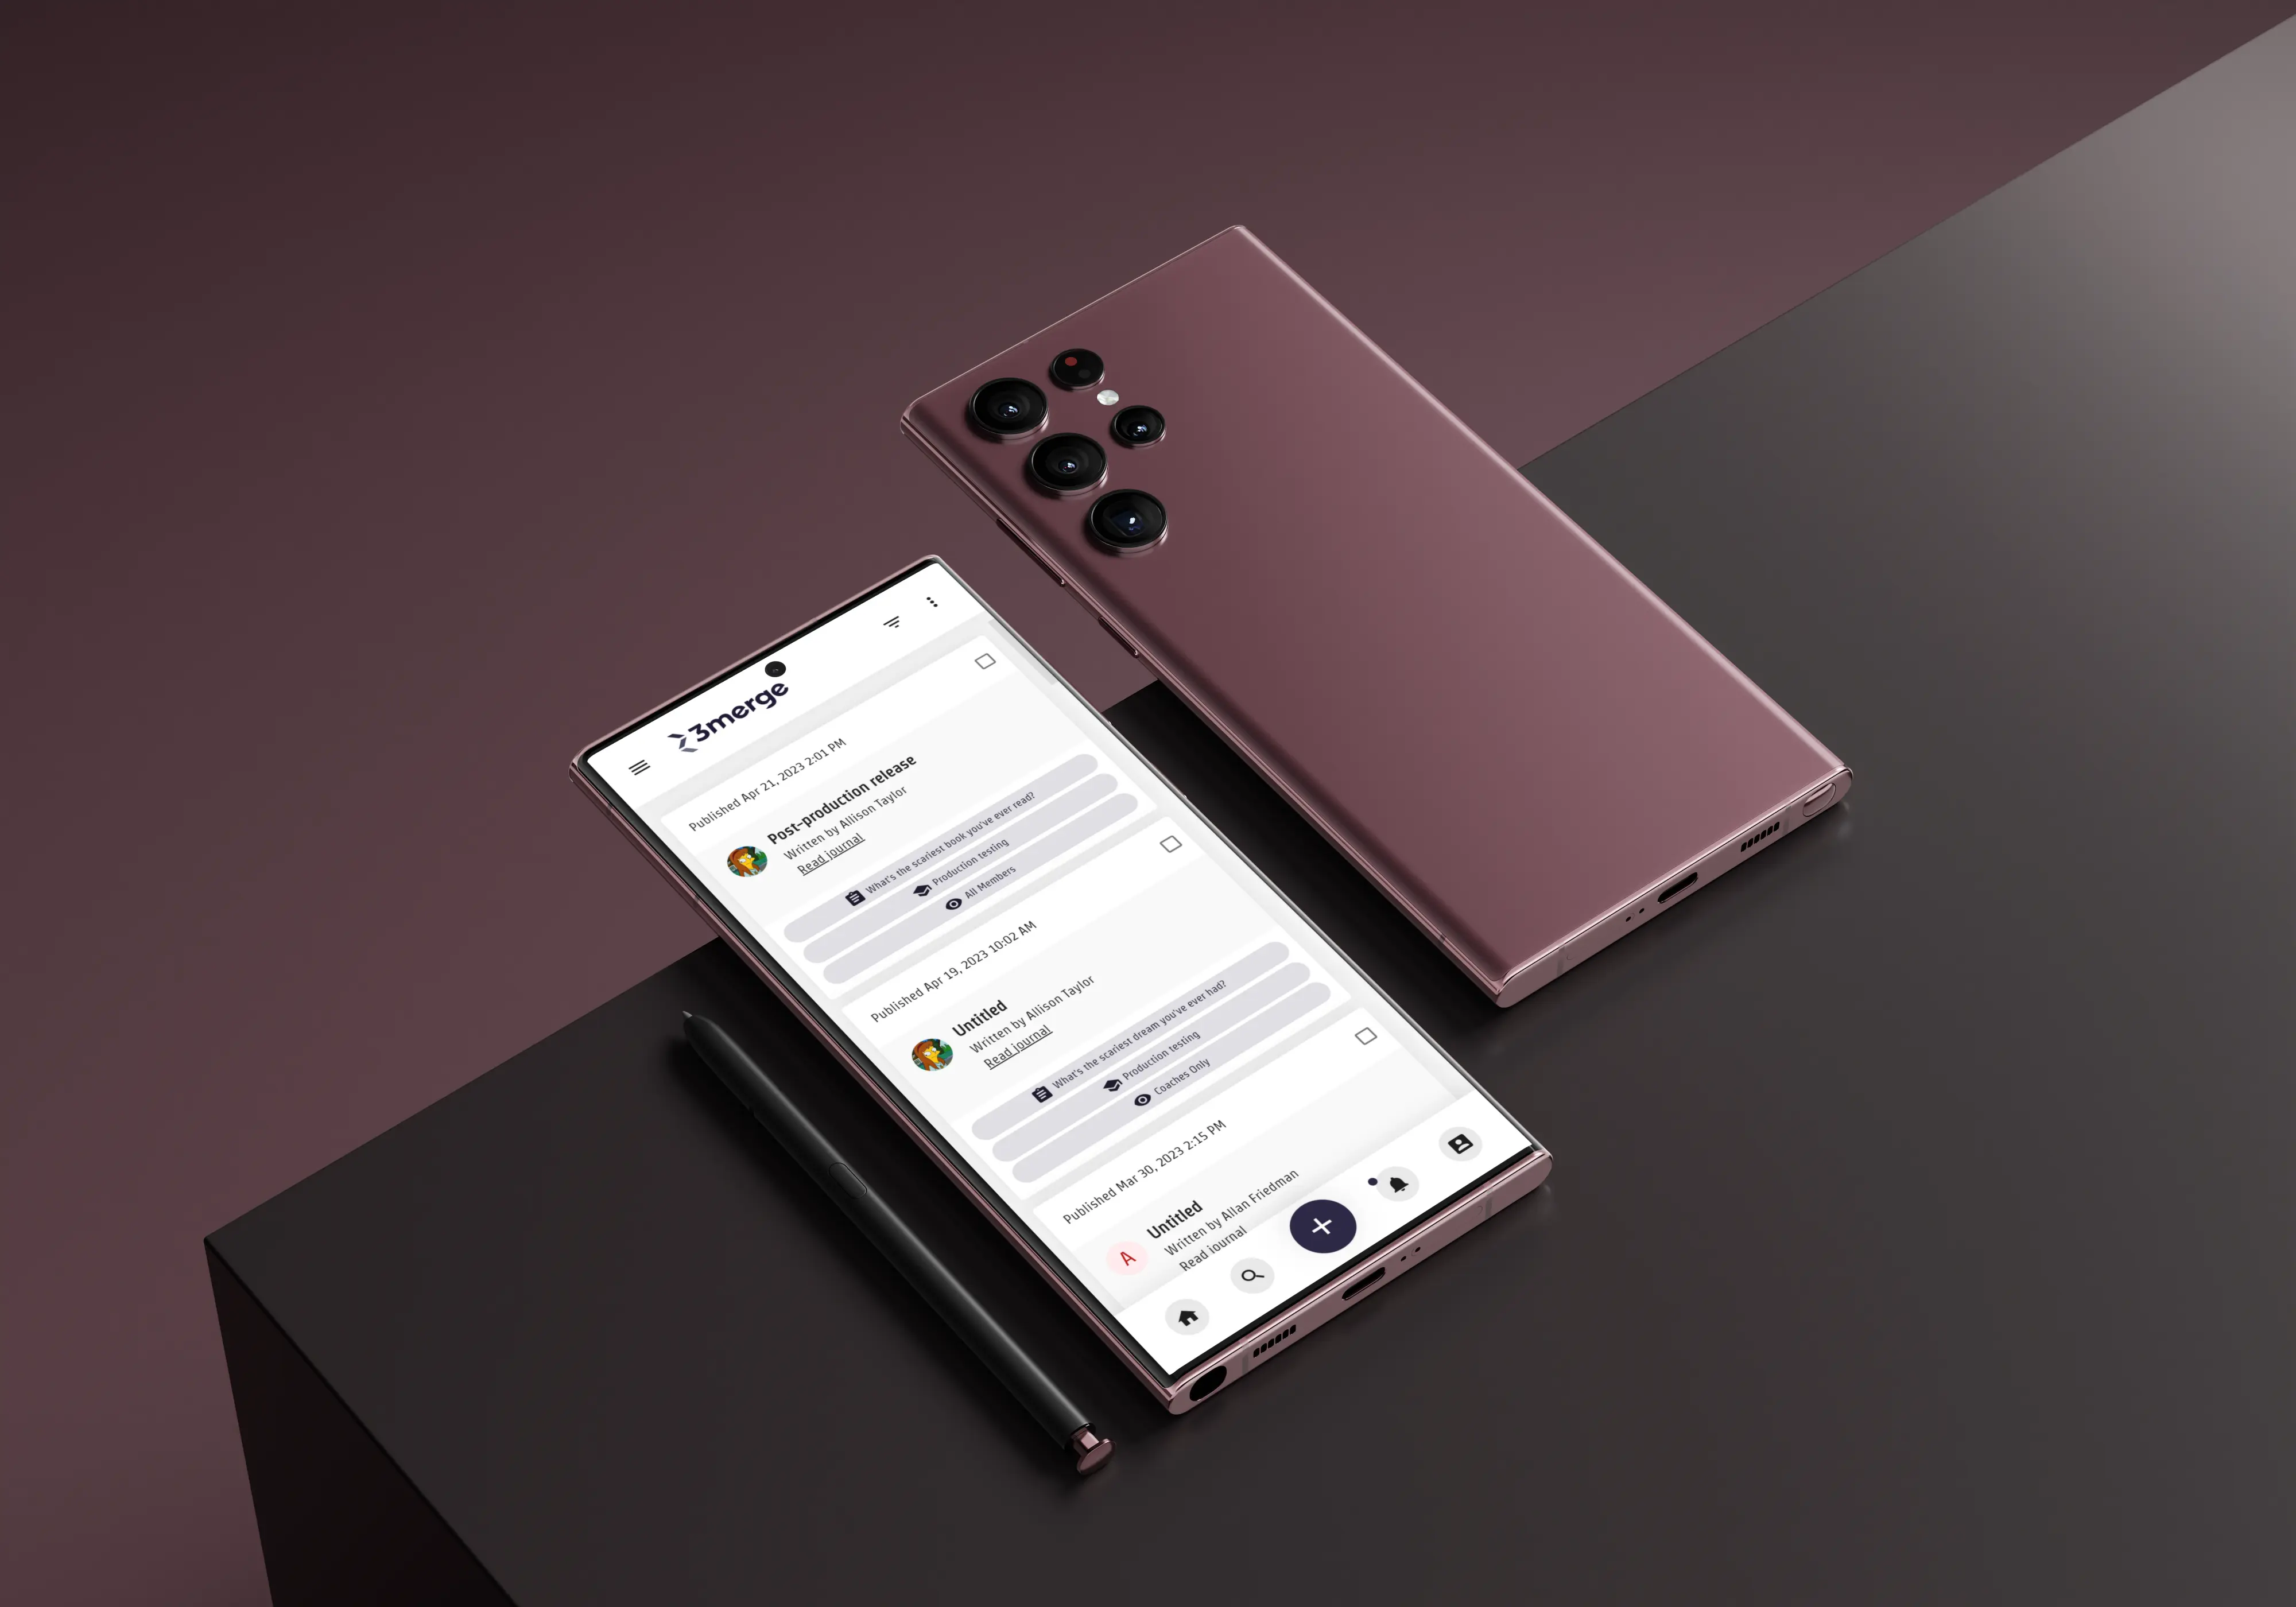 3merge
Published Apr 21, 2023 2:01 PM
Post-production release
Written by Allison Taylor
Read journal
What's the scariest book you've ever read?
Production testing
All Members
Published Apr 19, 2023 10:02 AM
Untitled
Written by Allison Taylor
Read journal
What's the scariest dream you've ever had?
Production testing
Coaches Only
Published Mar 30, 2023 2:15 PM
A
Untitled
Written by Allan Friedman
Read journal